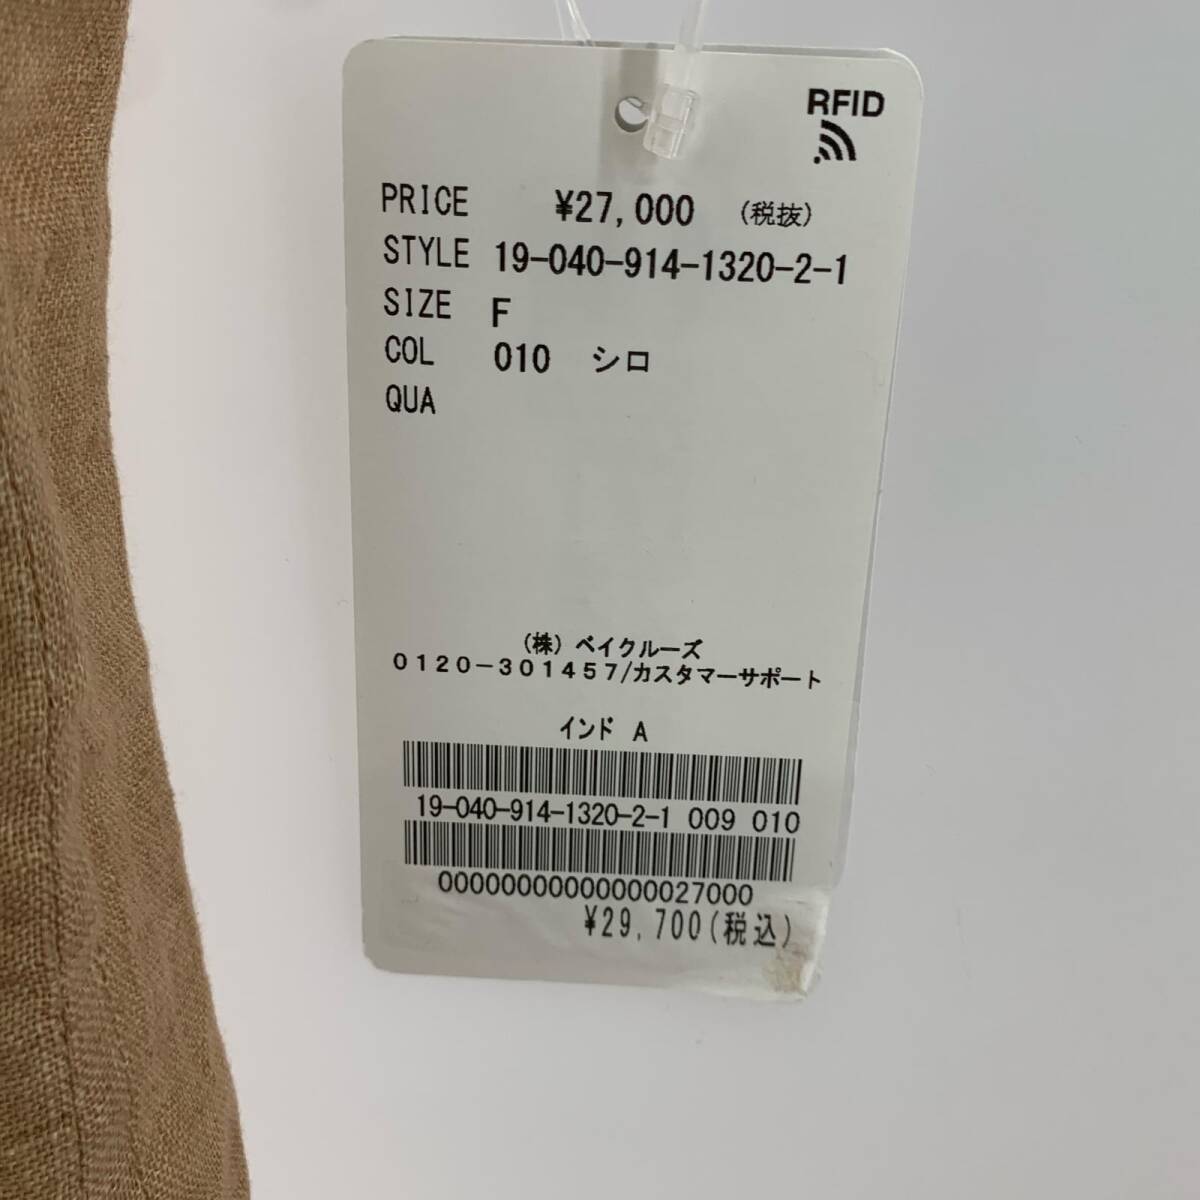 RFID
PRICE ¥27,000 (税抜)
STYLE 19-040-914-1320-2-1
SIZE F
COL 010 シロ
QUA
(株) ベイクルーズ
0120-301457/カスタマーサポート
インド A
19-040-914-1320-2-1 009 010
00000000000000027000
¥29,700(税込)